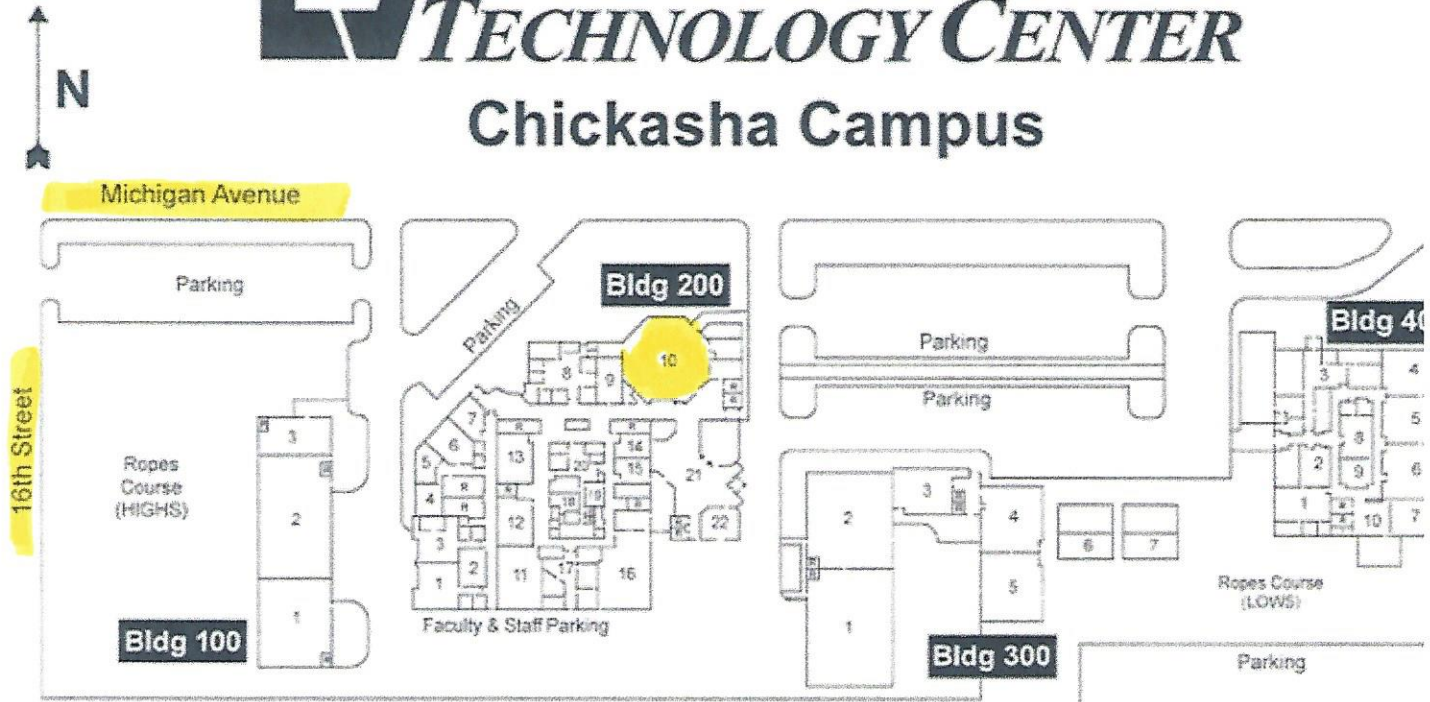 TECHNOLOGY CENTER
N
Chickasha Campus
Michigan Avenue
Parking
Bldg 200
Parking
10
Parking
Bldg 40
8
9
3
4
16th Street
Parking
7
6
5
4
3
1
2
13
12
11
17
16
20
18
19
14
15
21
22
R
R
R
R
3
2
1
Ropes
Course
(HIGHS)
Bldg 100
Faculty & Staff Parking
2
3
4
5
1
6
7
Bldg 300
5
8
6
2
9
1
10
7
Ropes Course
(LOWS)
Parking